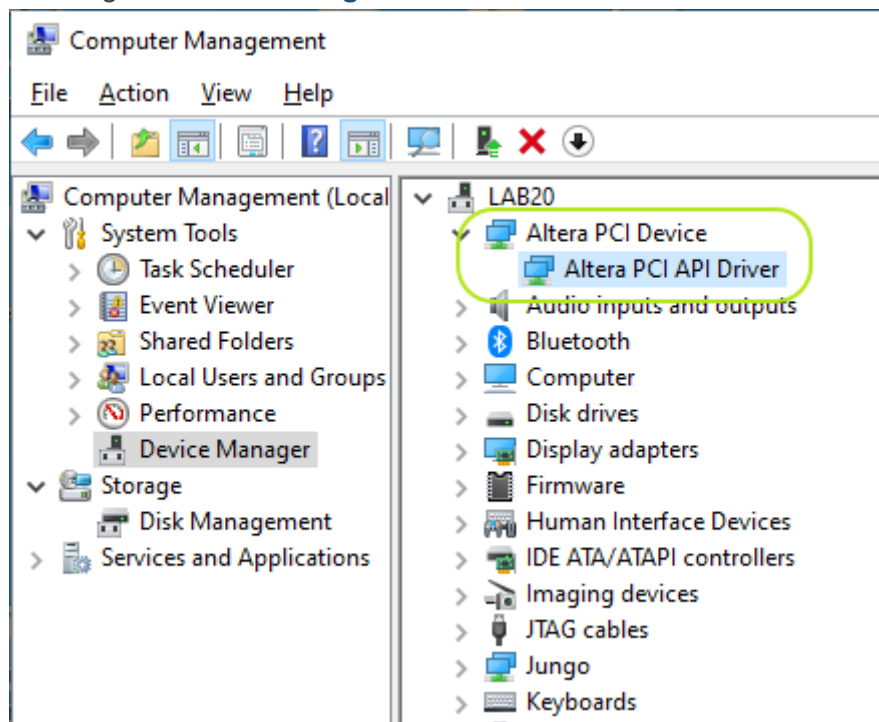 Computer Management
File Action View Help
Computer Management (Local
System Tools
Task Scheduler
Event Viewer
Shared Folders
Local Users and Groups
Performance
Device Manager
Storage
Disk Management
Services and Applications
LAB20
Altera PCI Device
Altera PCI API Driver
Audio inputs and outputs
Bluetooth
Computer
Disk drives
Display adapters
Firmware
Human Interface Devices
IDE ATA/ATAPI controllers
Imaging devices
JTAG cables
Jungo
Keyboards